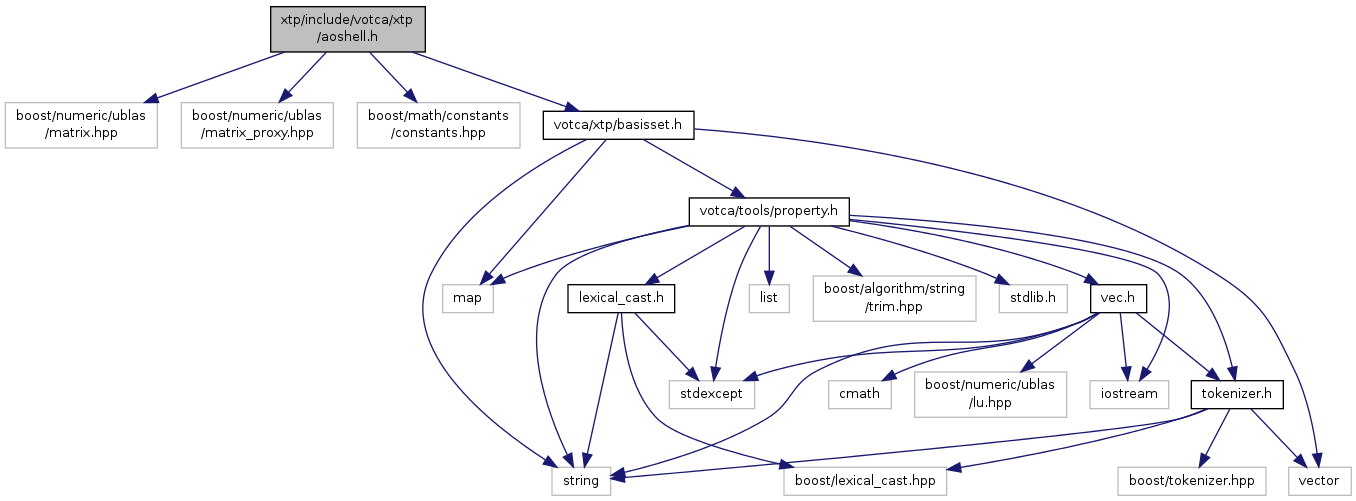 xtp/include/votca/xtp
/aoshell.h
boost/numeric/ublas
/matrix.hpp
boost/numeric/ublas
/matrix_proxy.hpp
boost/math/constants
/constants.hpp
votca/xtp/basisset.h
votca/tools/property.h
map
lexical_cast.h
list
boost/algorithm/string
/trim.hpp
stdlib.h
vec.h
stdexcept
cmath
boost/numeric/ublas
/lu.hpp
iostream
tokenizer.h
string
boost/lexical_cast.hpp
boost/tokenizer.hpp
vector